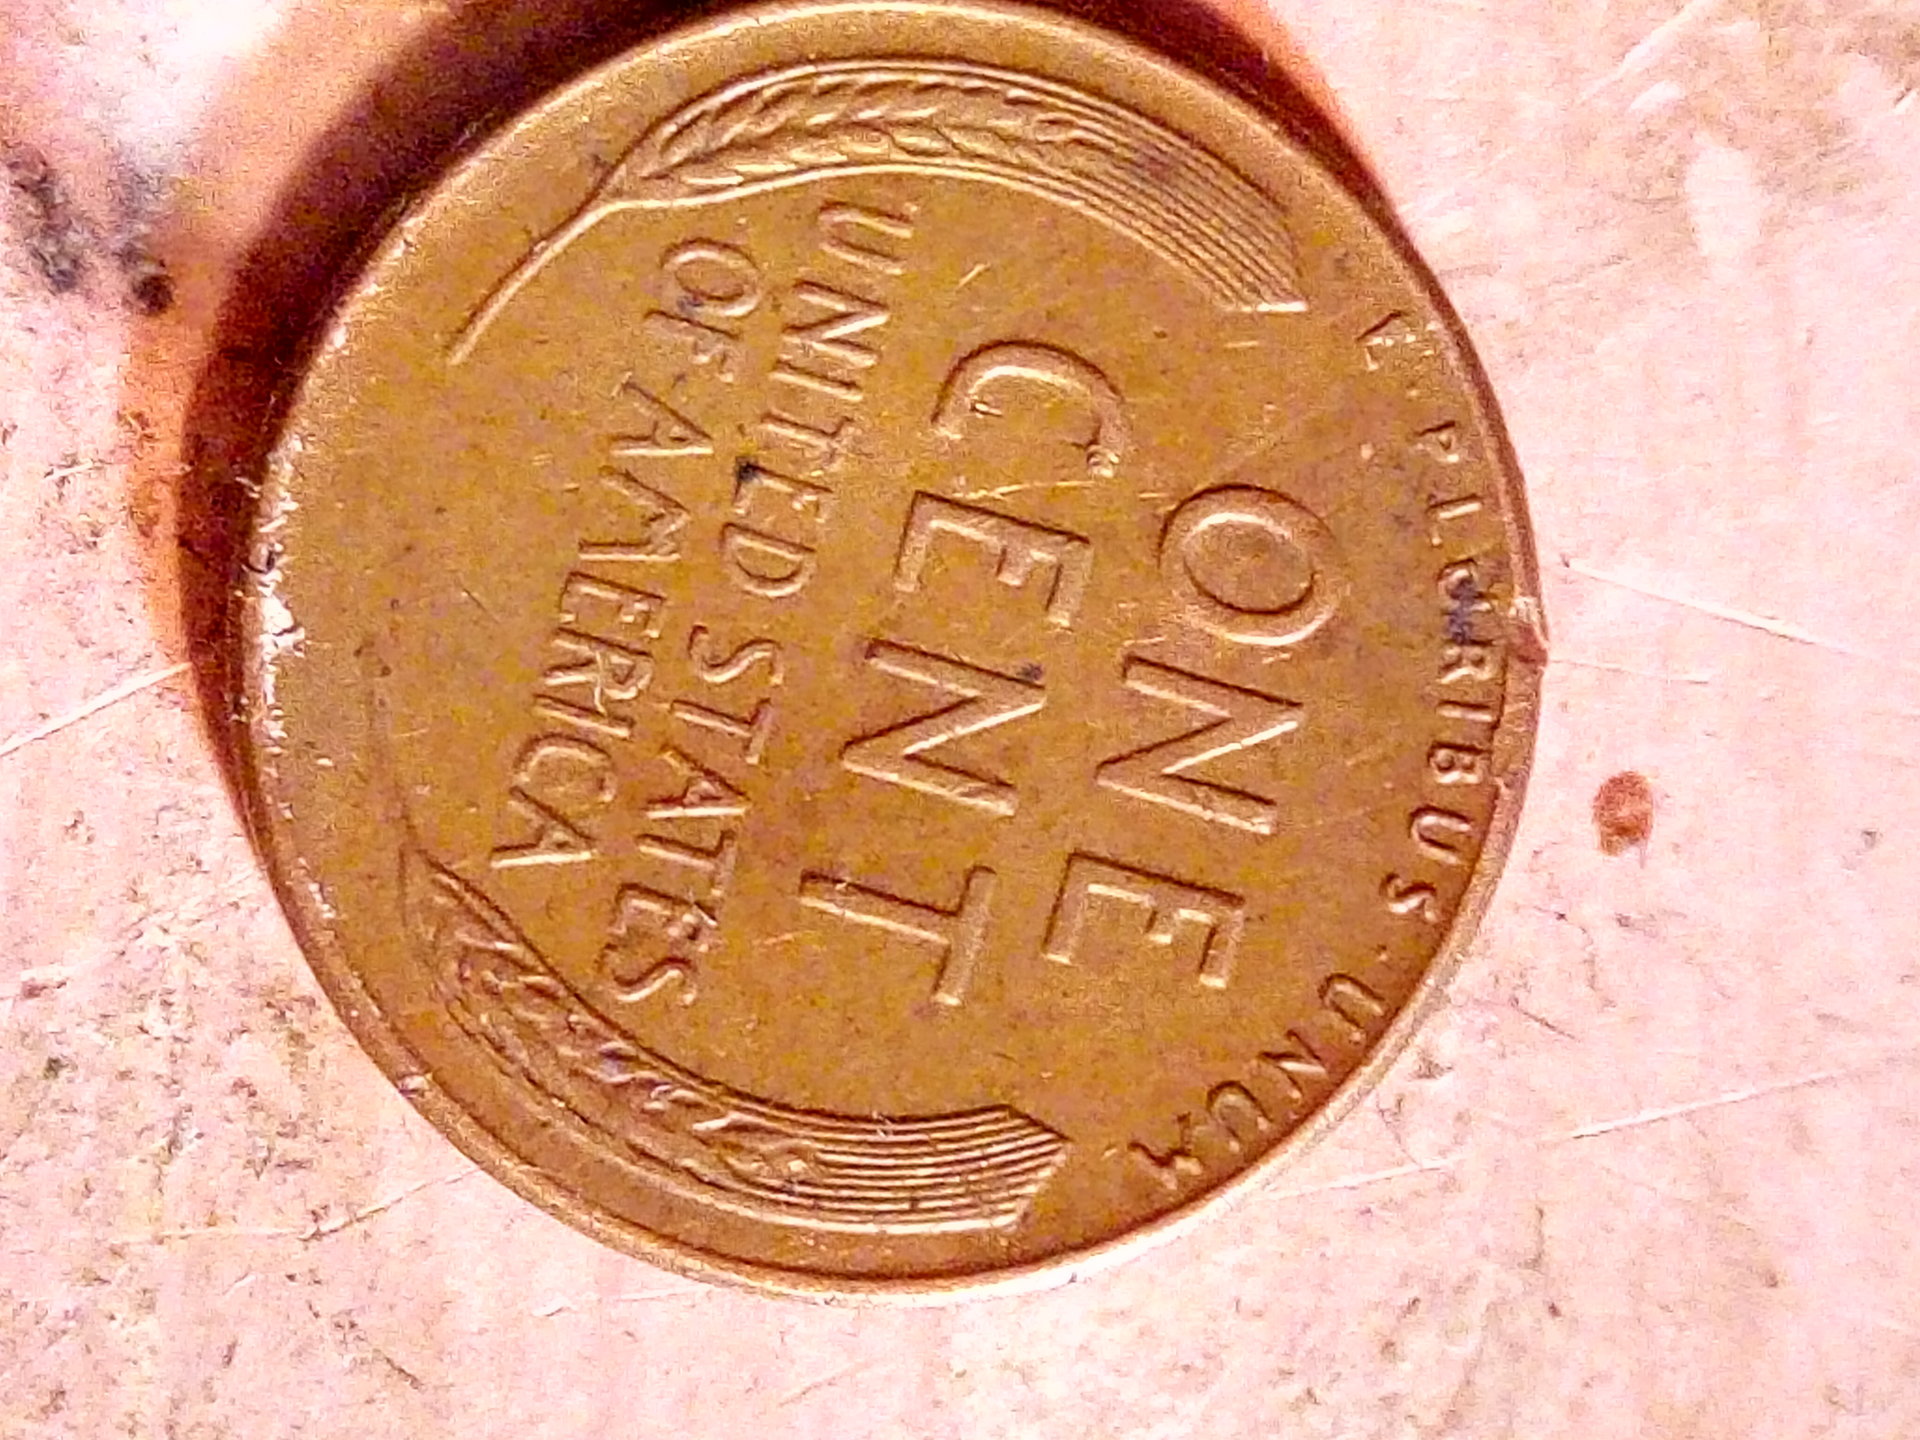 E PLURIBUS UNUM
ONE
CENT
UNITED STATES
OF AMERICA